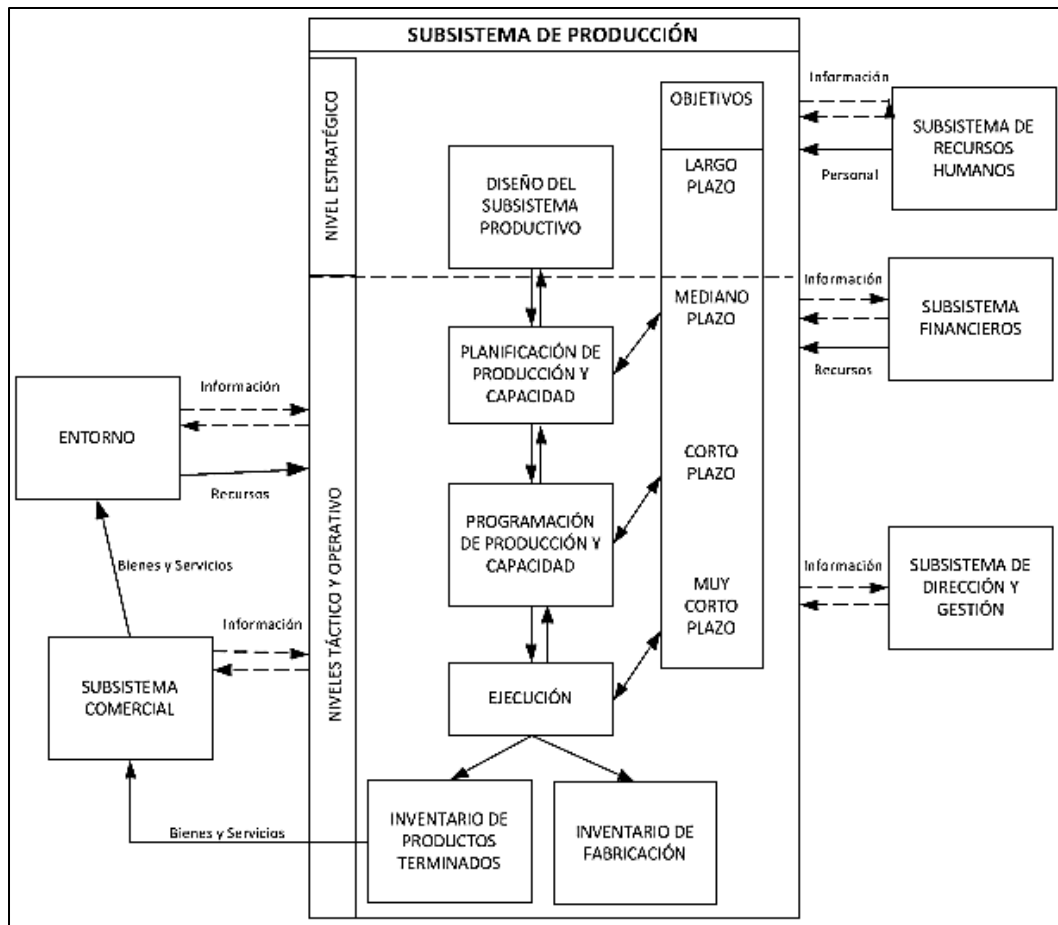 SUBSISTEMA DE PRODUCCIÓN
NIVEL ESTRATÉGICO
NIVELES TÁCTICO Y OPERATIVO
OBJETIVOS
LARGO
PLAZO
MEDIANO
PLAZO
CORTO
PLAZO
MUY
CORTO
PLAZO
DISEÑO DEL
SUBSISTEMA
PRODUCTIVO
PLANIFICACIÓN DE
PRODUCCIÓN Y
CAPACIDAD
PROGRAMACIÓN
DE PRODUCCIÓN Y
CAPACIDAD
EJECUCIÓN
INVENTARIO DE
PRODUCTOS
TERMINADOS
INVENTARIO DE
FABRICACIÓN
ENTORNO
Información
Recursos
Bienes y Servicios
SUBSISTEMA
COMERCIAL
Información
Bienes y Servicios
Información
SUBSISTEMA DE
RECURSOS
HUMANOS
Personal
Información
SUBSISTEMA
FINANCIEROS
Recursos
Información
SUBSISTEMA DE
DIRECCIÓN Y
GESTIÓN